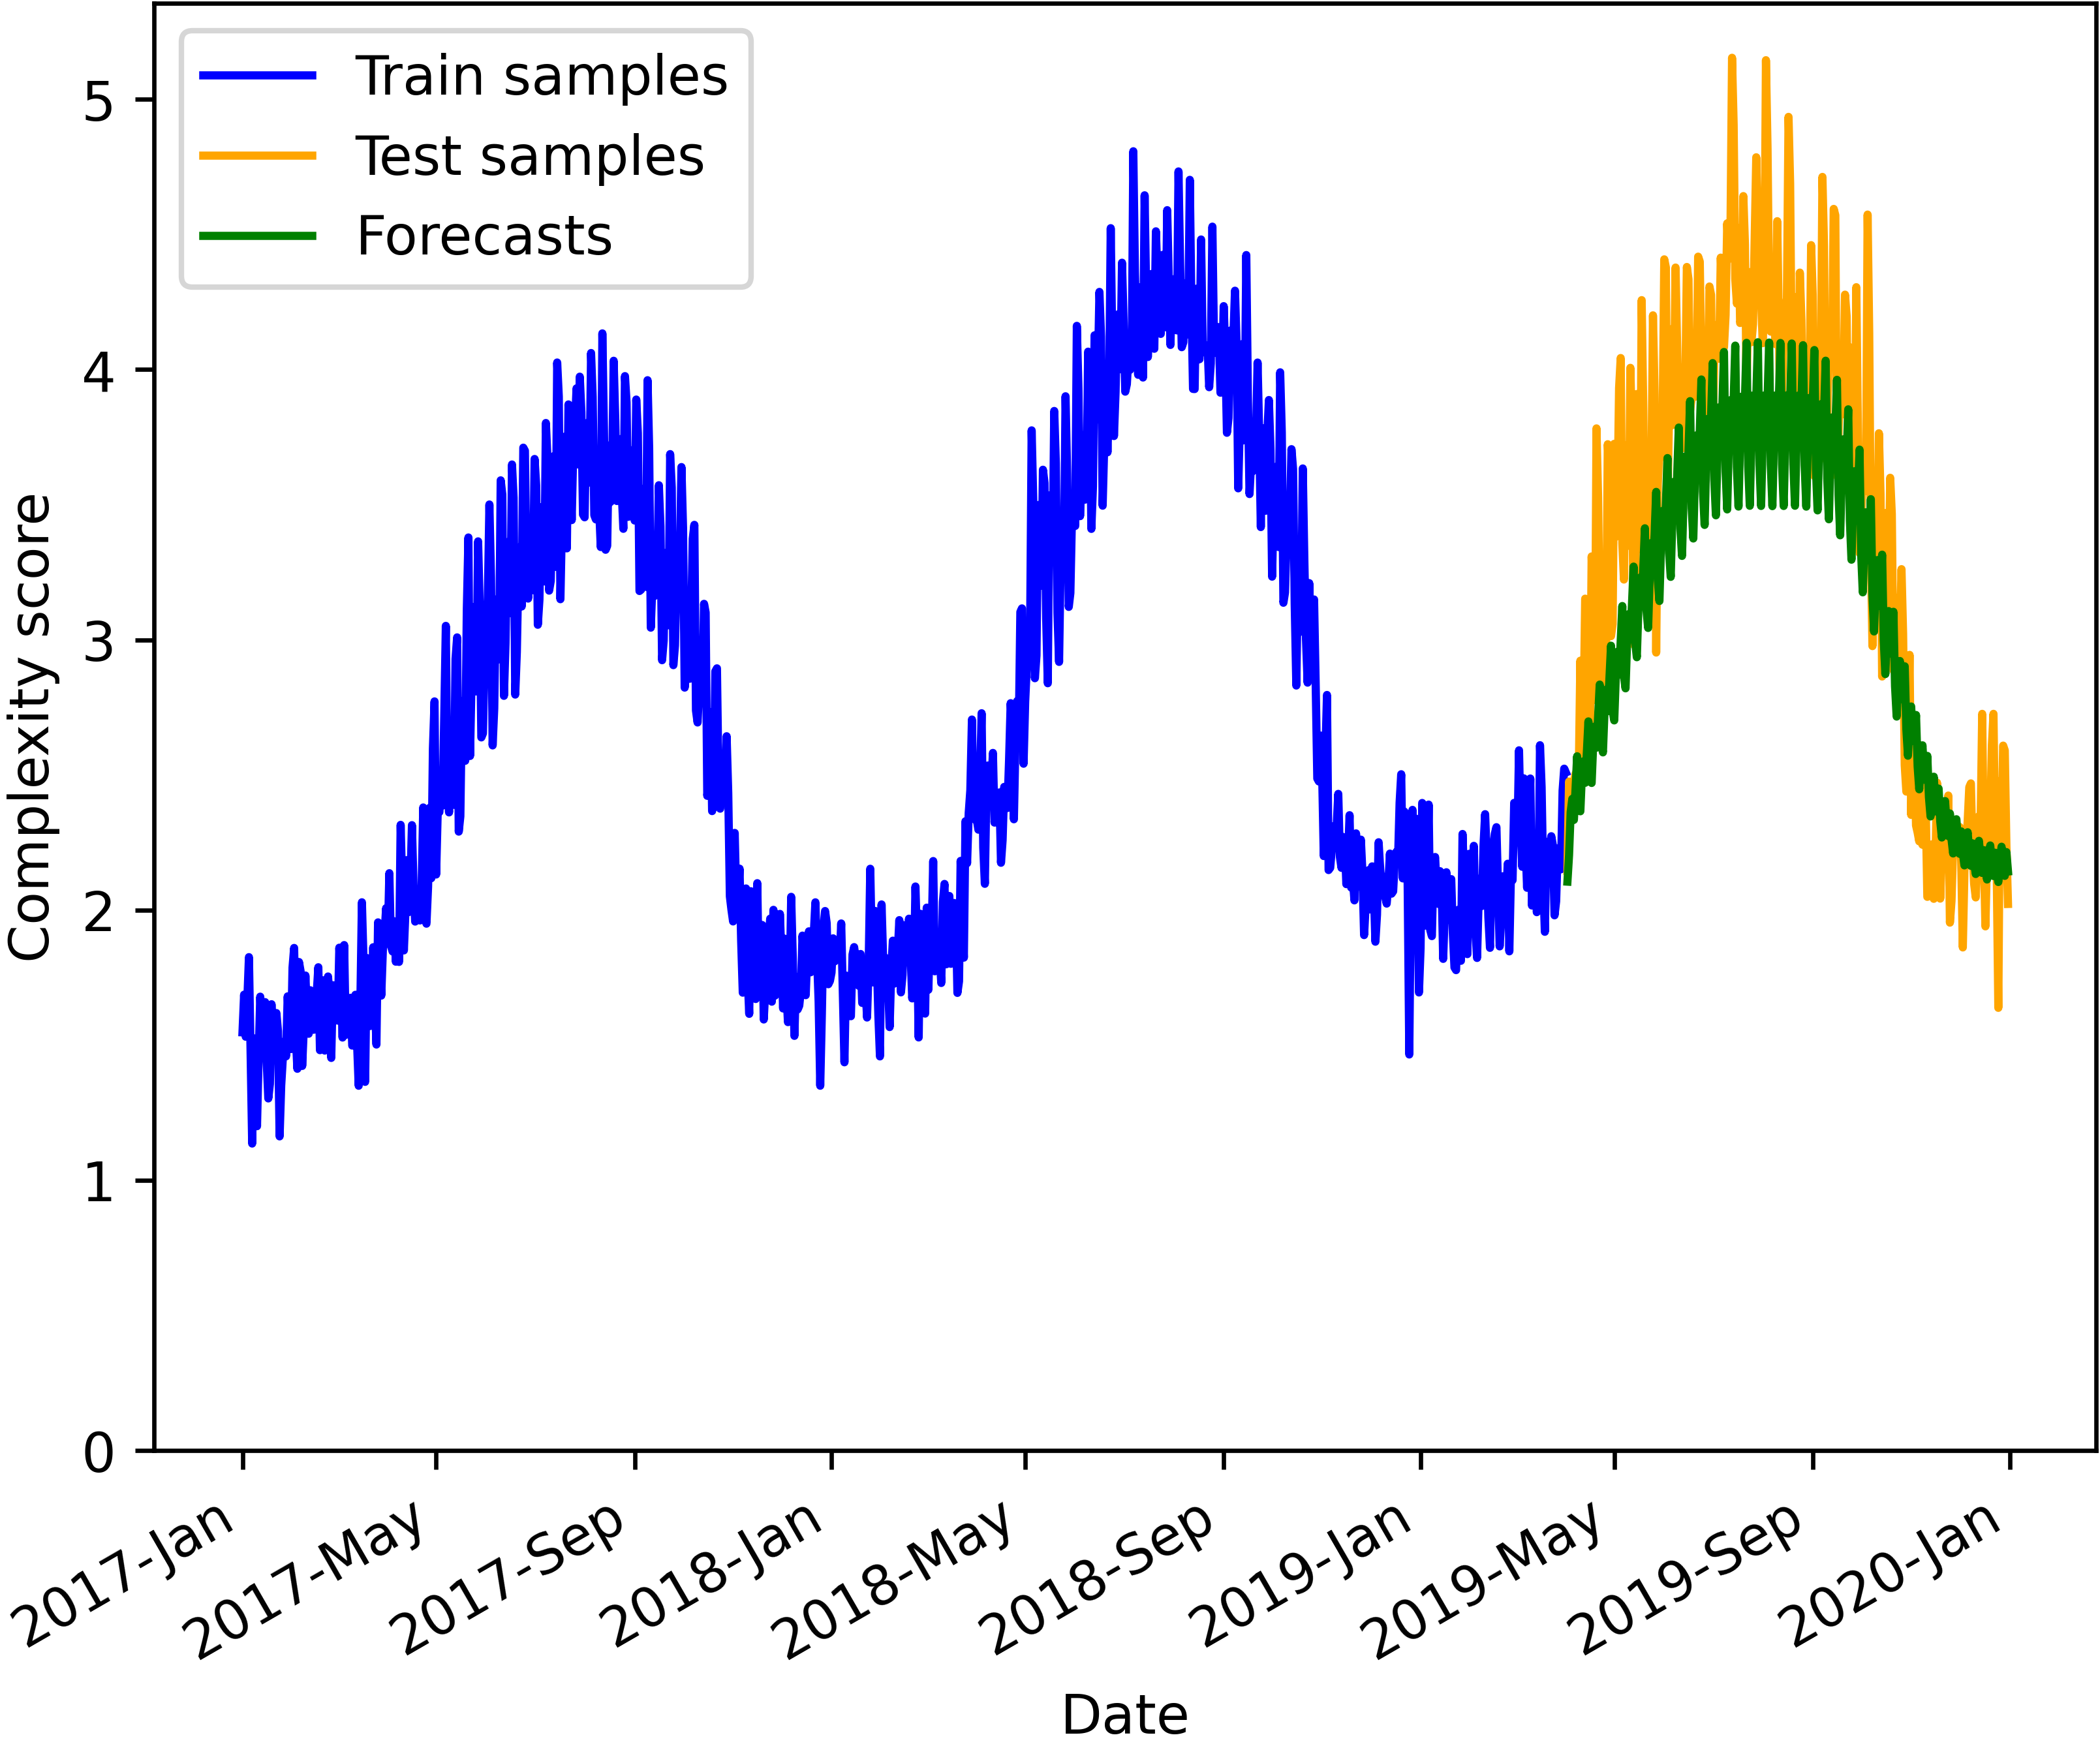 Train samples
Test samples
Forecasts
5
4
3
2
1
0
Complexity score
2017-Jan
2017-May
2017-Sep
2018-Jan
2018-May
2018-Sep
2019-Jan
2019-May
2019-Sep
2020-Jan
Date